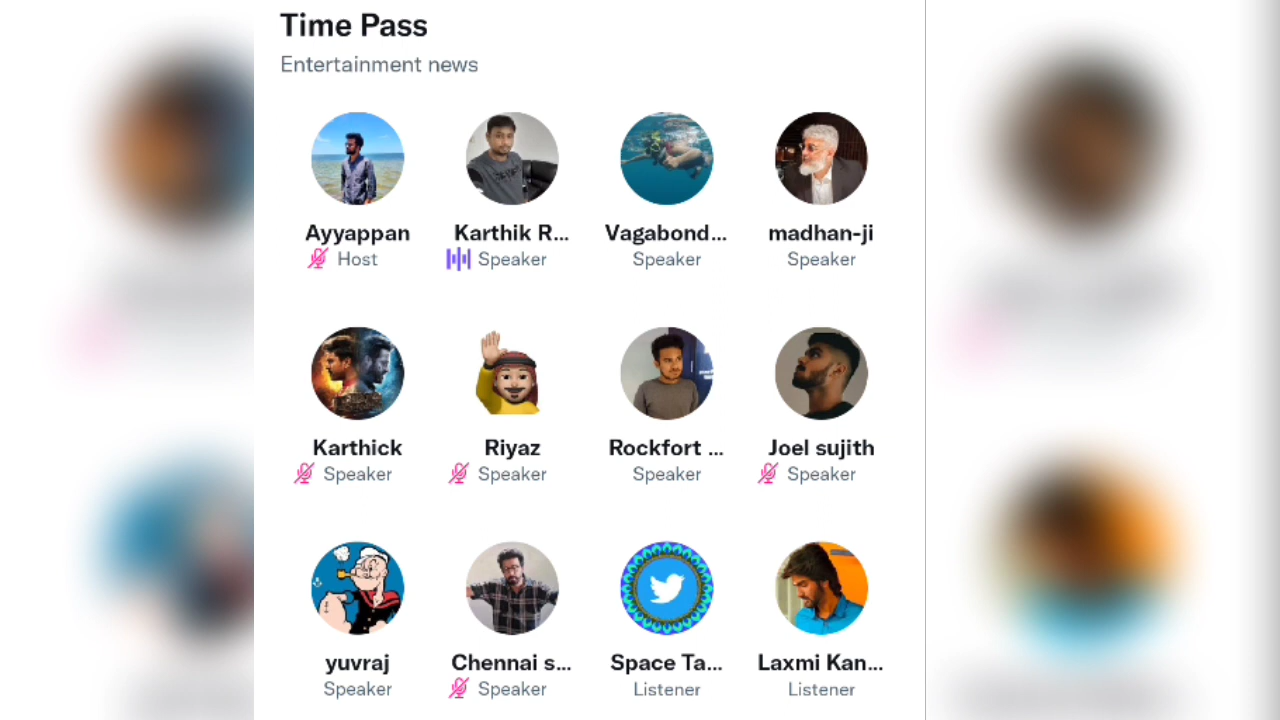 Time Pass
Entertainment news
Ayyappan Karthik R... Vagabond... madhan-ji
Host Speaker Speaker Speaker
Karthick Riyaz Rockfort ... Joel sujith
Speaker Speaker Speaker Speaker
yuvraj Chennai s... Space Ta... Laxmi Kan...
Speaker Speaker Listener Listener